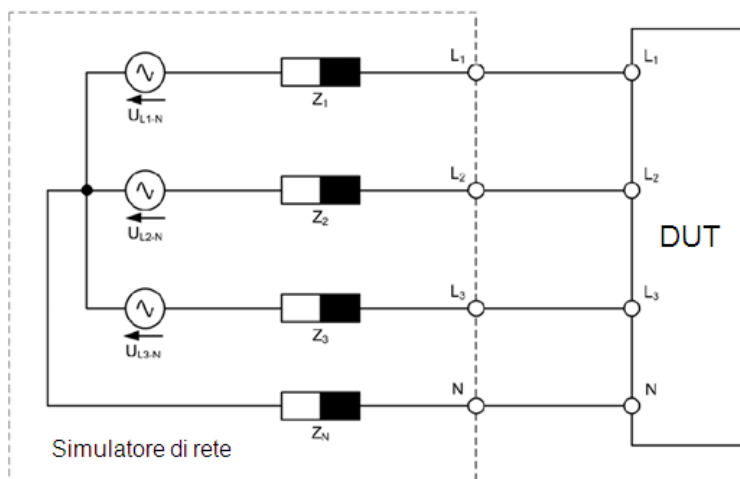 L1 L1
UL1-N
Z1
L2 L2
UL2-N
Z2
DUT
L3 L3
UL3-N
Z3
N N
ZN
Simulatore di rete